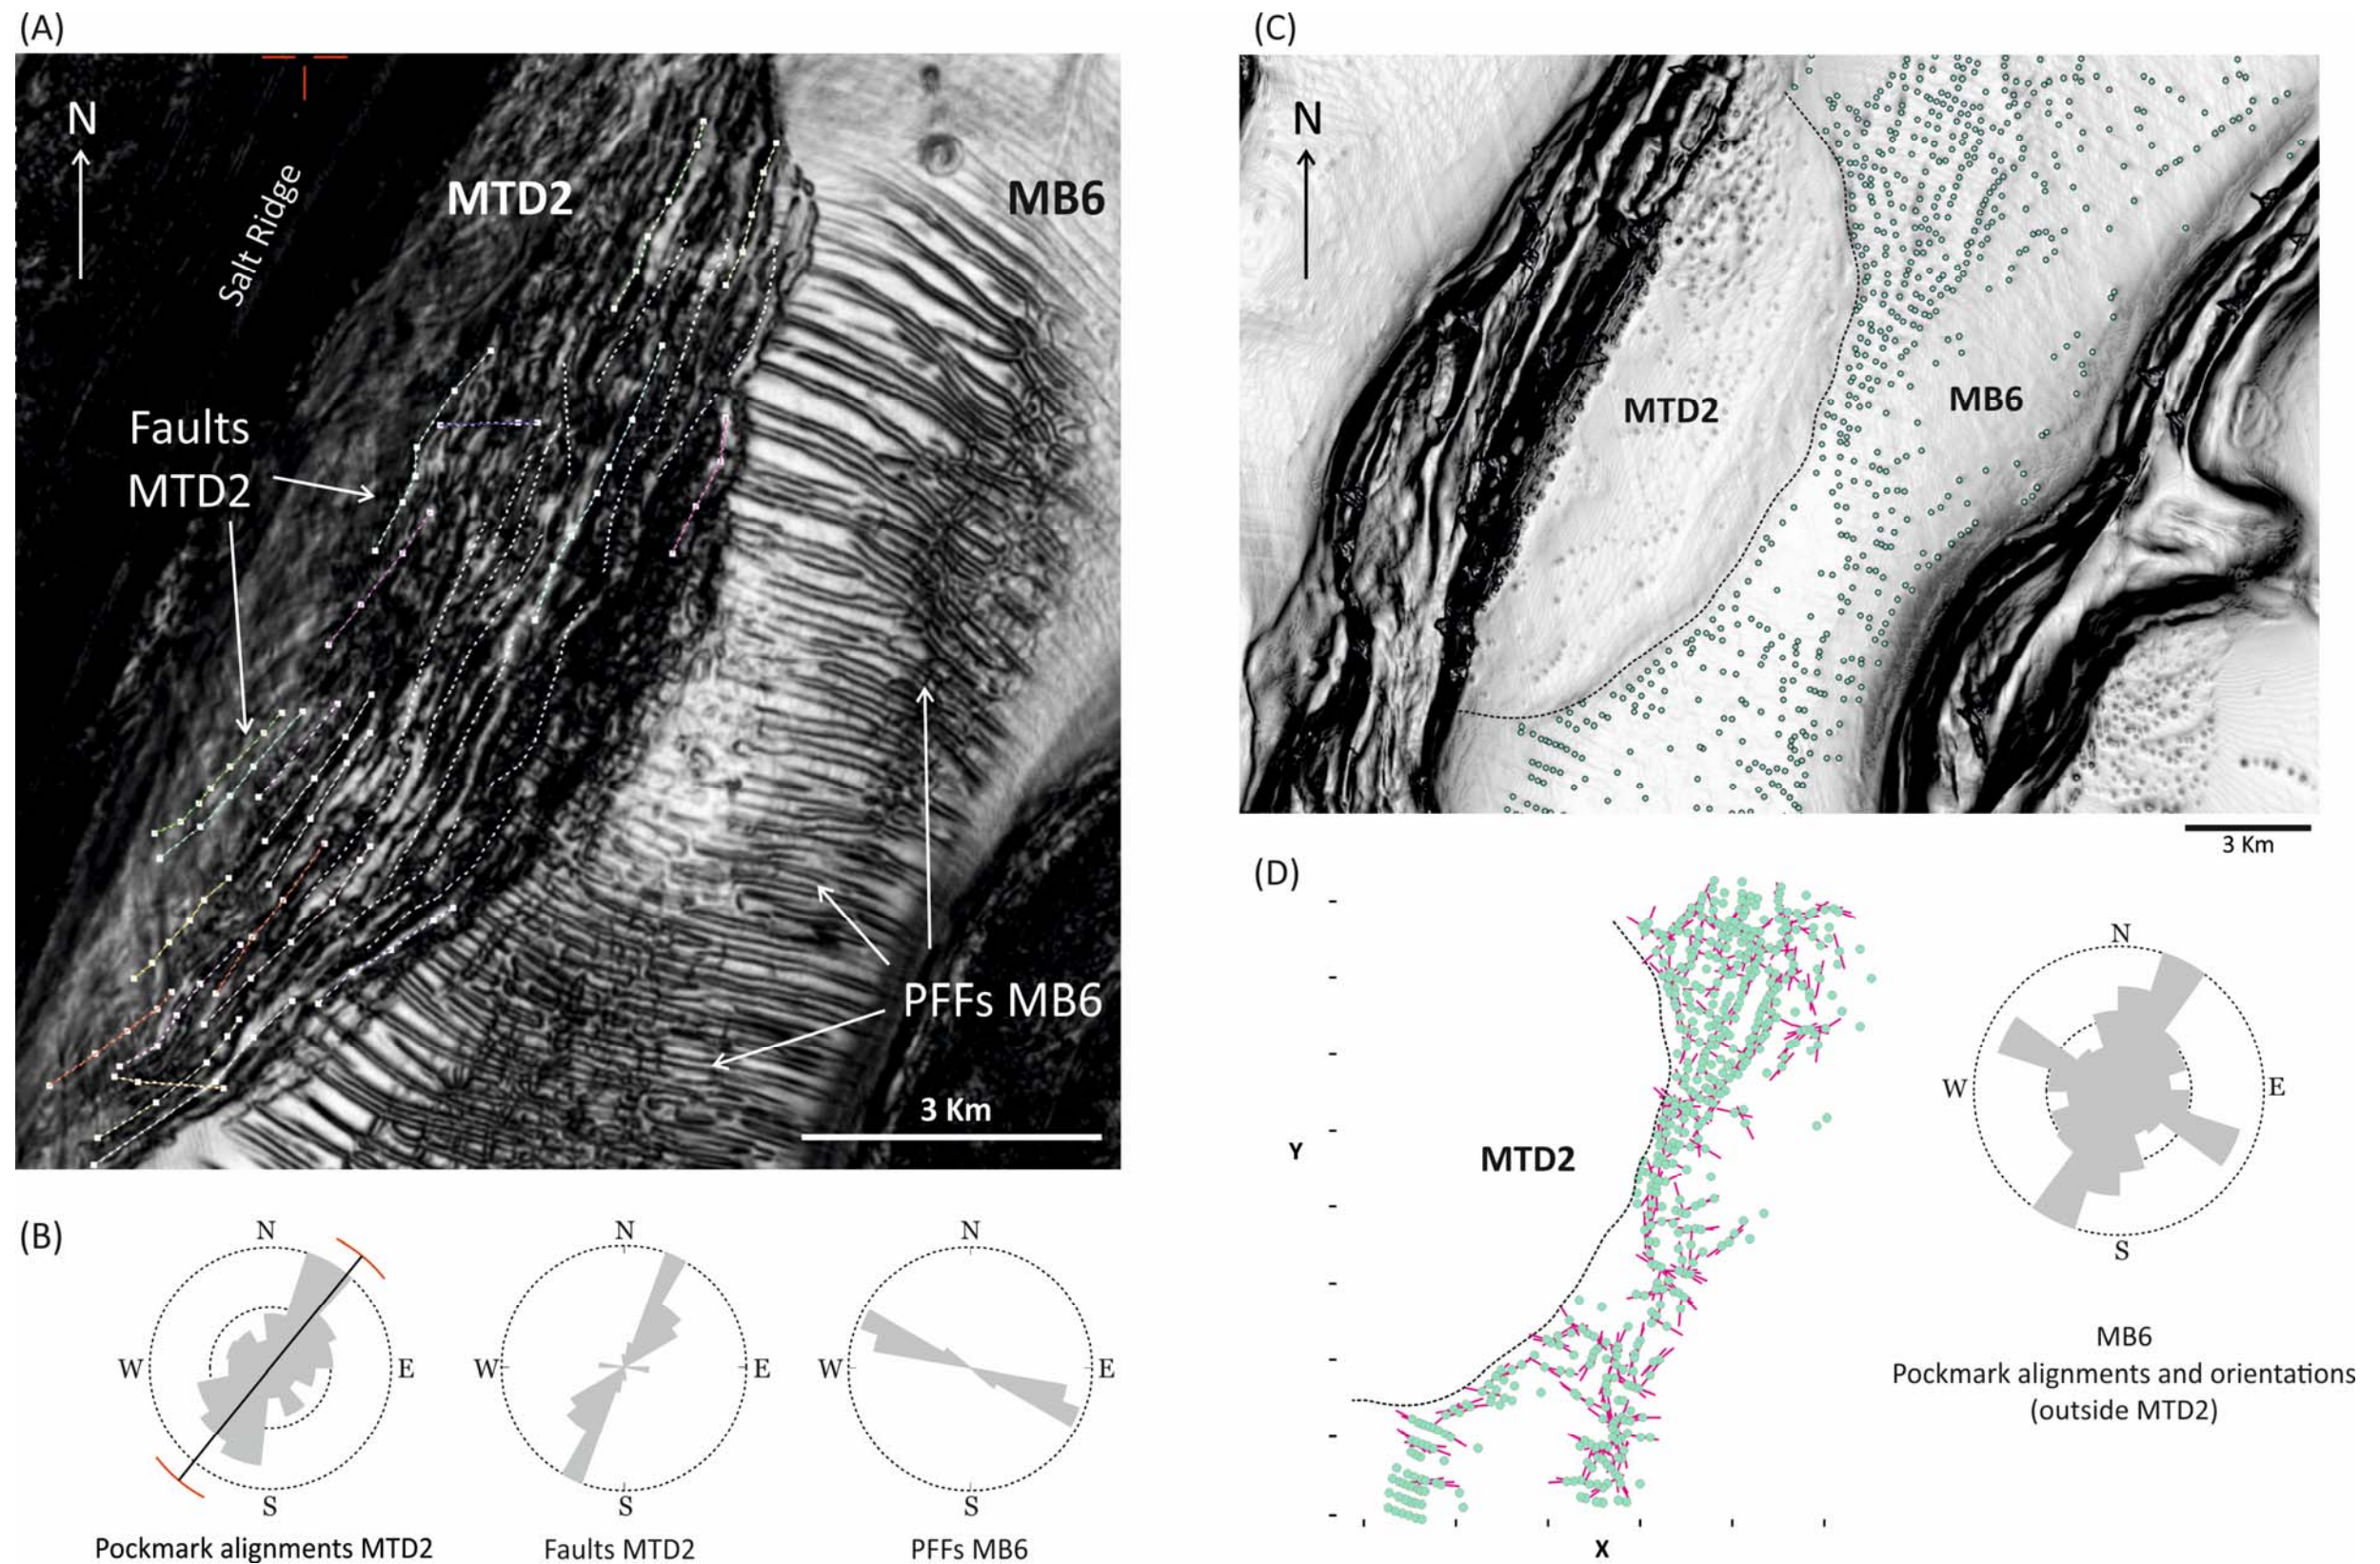 (A)
N
Salt Ridge
MTD2
MB6
Faults
MTD2
PFFs MB6
3 Km
(B)
N
W
E
S
Pockmark alignments MTD2
N
W
E
S
Faults MTD2
N
W
E
S
PFFs MB6
(C)
N
MTD2
MB6
3 Km
(D)
Y
MTD2
X
N
W
E
S
MB6
Pockmark alignments and orientations
(outside MTD2)